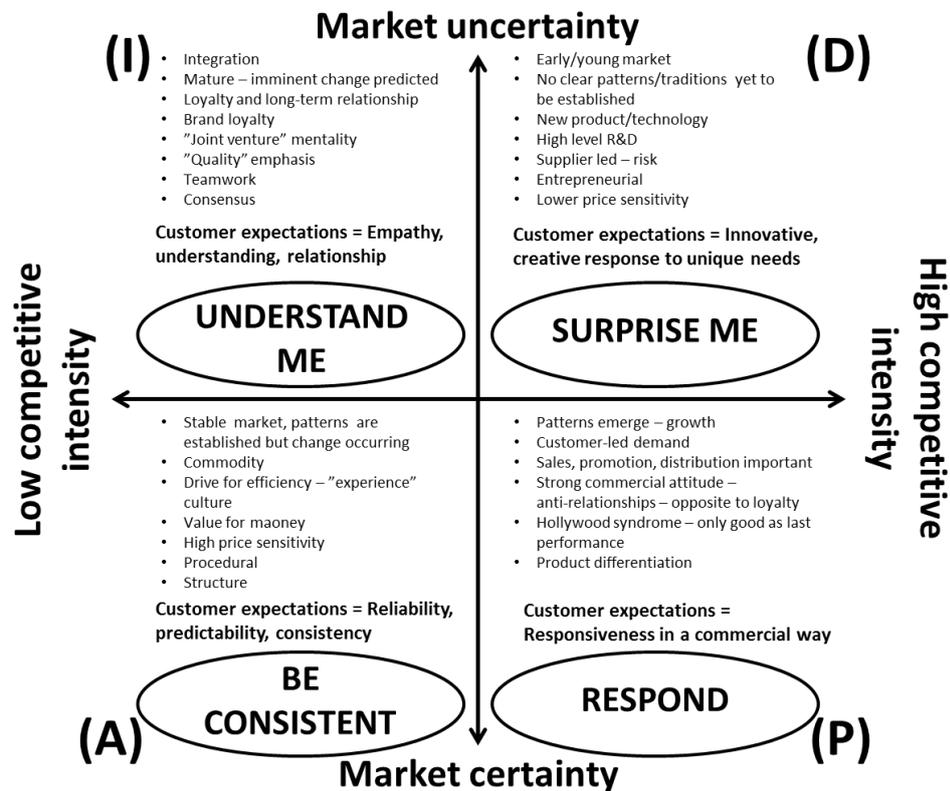 Market uncertainty
(I)
• Integration
• Mature – imminent change predicted
• Loyalty and long-term relationship
• Brand loyalty
• ”Joint venture” mentality
• ”Quality” emphasis
• Teamwork
• Consensus
Customer expectations = Empathy,
understanding, relationship
UNDERSTAND
ME
(D)
• Early/young market
• No clear patterns/traditions yet to
be established
• New product/technology
• High level R&D
• Supplier led – risk
• Entrepreneurial
• Lower price sensitivity
Customer expectations = Innovative,
creative response to unique needs
SURPRISE ME
Low competitive
intensity
High competitive
intensity
• Stable market, patterns are
established but change occurring
• Commodity
• Drive for efficiency – ”experience”
culture
• Value for maoney
• High price sensitivity
• Procedural
• Structure
Customer expectations = Reliability,
predictability, consistency
BE
CONSISTENT
(A)
• Patterns emerge – growth
• Customer-led demand
• Sales, promotion, distribution important
• Strong commercial attitude –
anti-relationships – opposite to loyalty
• Hollywood syndrome – only good as last
performance
• Product differentiation
Customer expectations =
Responsiveness in a commercial way
RESPOND
(P)
Market certainty